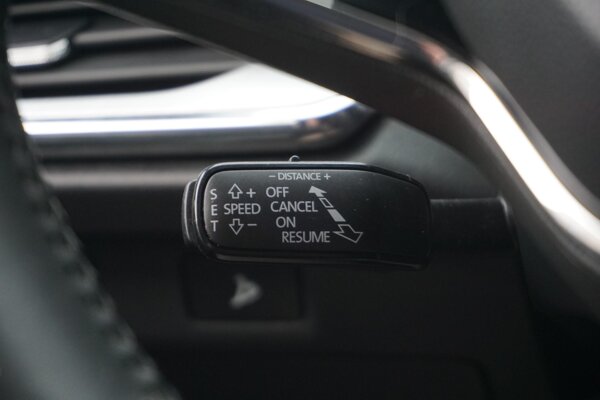 − DISTANCE +
S + OFF
E SPEED CANCEL
T − ON
RESUME